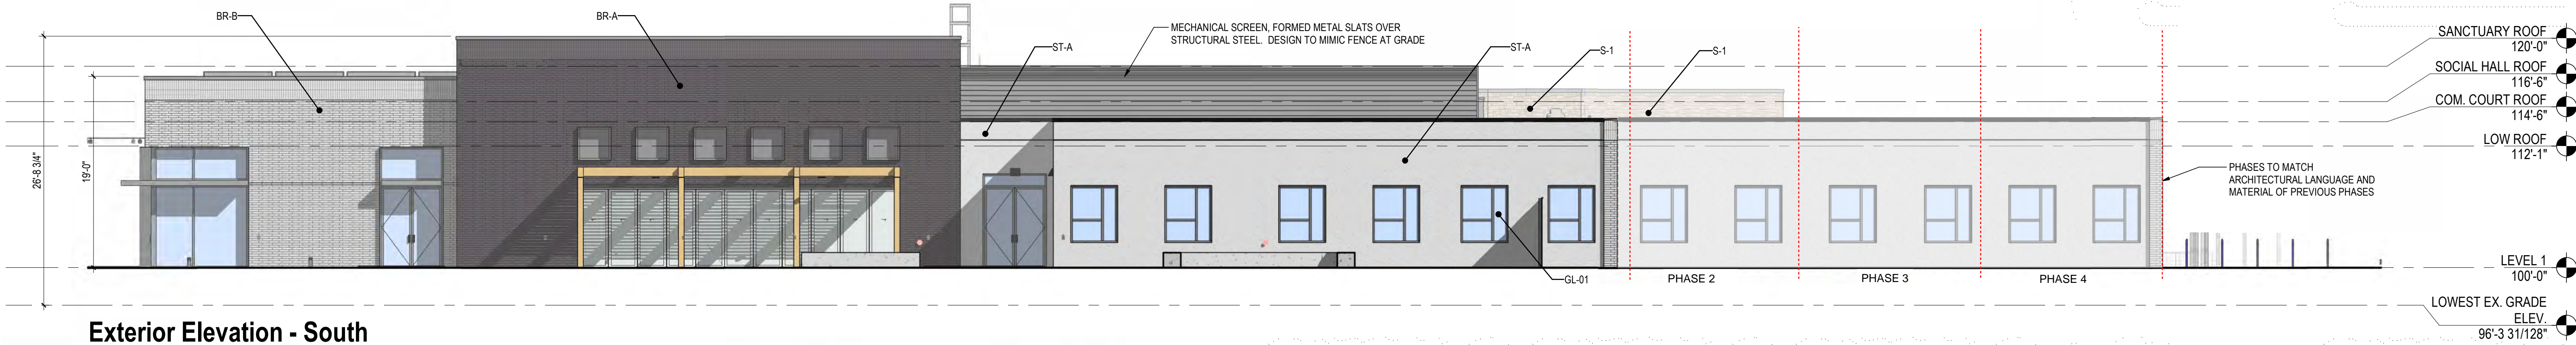 BR-B
BR-A
ST-A
MECHANICAL SCREEN, FORMED METAL SLATS OVER
STRUCTURAL STEEL. DESIGN TO MIMIC FENCE AT GRADE
ST-A
S-1
S-1
SANCTUARY ROOF
120'-0"
SOCIAL HALL ROOF
116'-6"
COM. COURT ROOF
114'-6"
LOW ROOF
112'-1"
26'-8 3/4"
19'-0"
PHASES TO MATCH
ARCHITECTURAL LANGUAGE AND
MATERIAL OF PREVIOUS PHASES
GL-01
PHASE 2
PHASE 3
PHASE 4
LEVEL 1
100'-0"
LOWEST EX. GRADE
ELEV.
96'-3 31/128"
Exterior Elevation - South